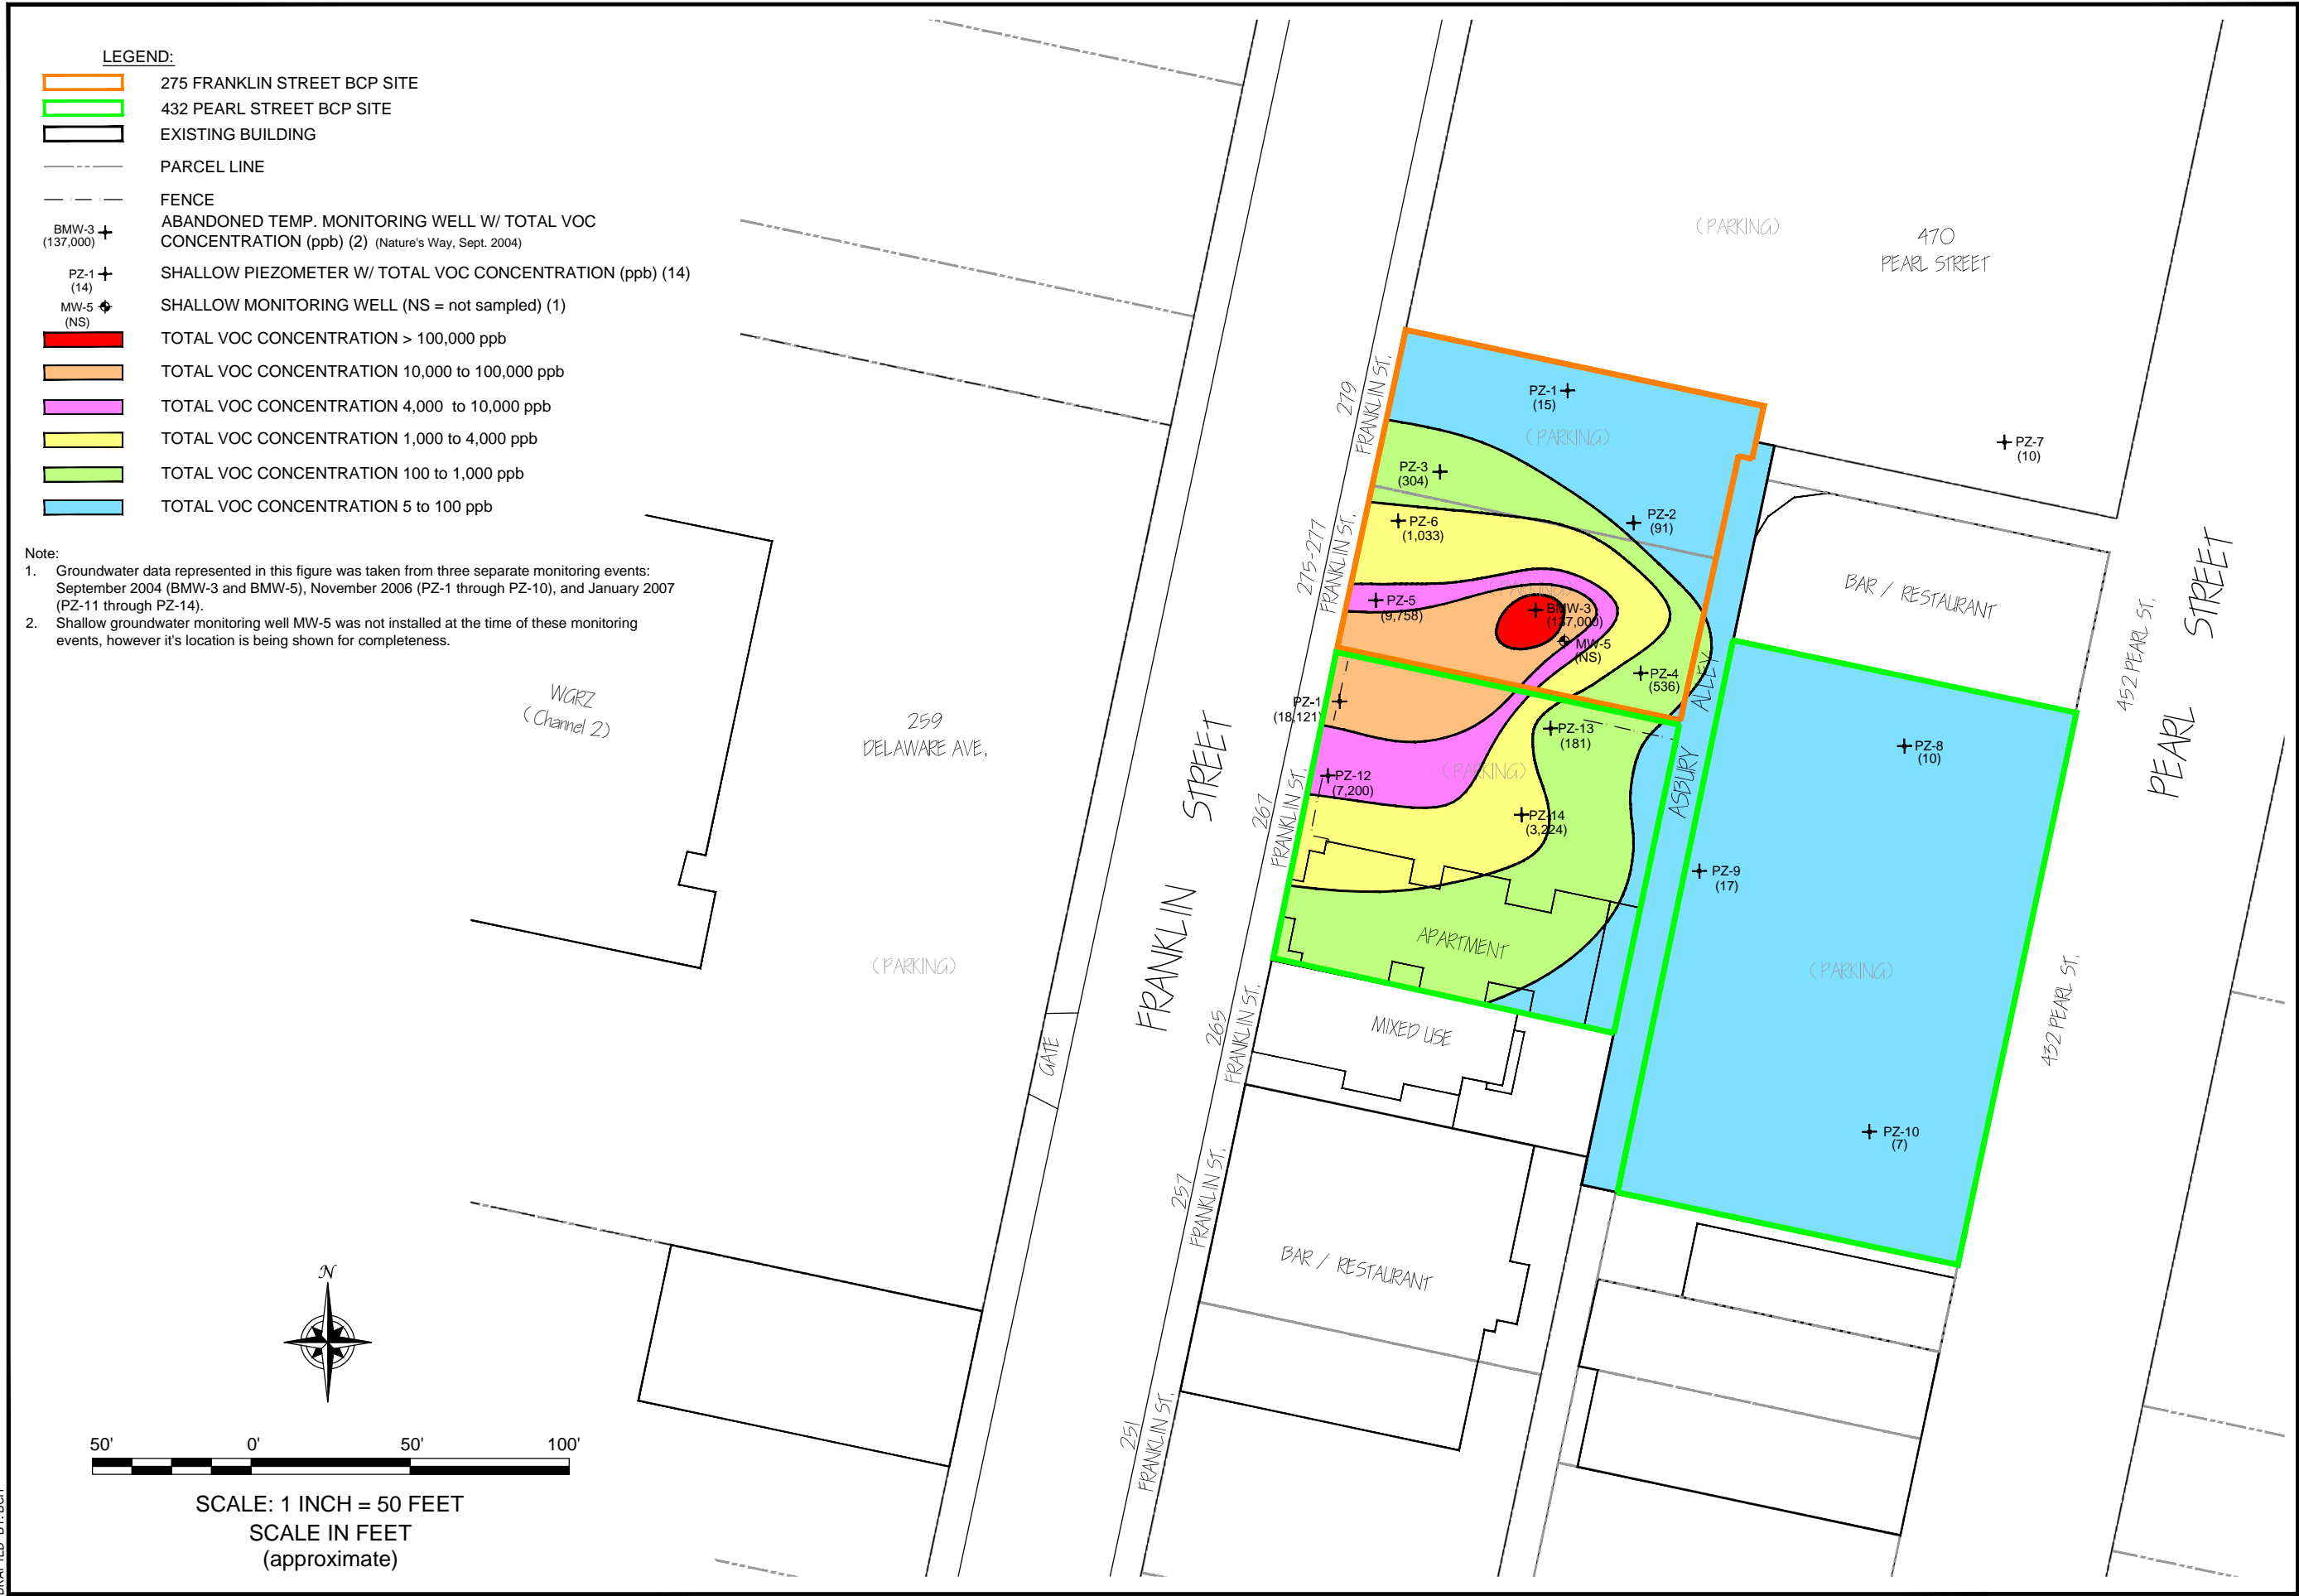 LEGEND:
275 FRANKLIN STREET BCP SITE
432 PEARL STREET BCP SITE
EXISTING BUILDING
PARCEL LINE
FENCE
BMW-3
(137,000)
ABANDONED TEMP. MONITORING WELL W/ TOTAL VOC
CONCENTRATION (ppb) (2) (Nature's Way, Sept. 2004)
PZ-1
(14)
SHALLOW PIEZOMETER W/ TOTAL VOC CONCENTRATION (ppb) (14)
MW-5
(NS)
SHALLOW MONITORING WELL (NS = not sampled) (1)
TOTAL VOC CONCENTRATION > 100,000 ppb
TOTAL VOC CONCENTRATION 10,000 to 100,000 ppb
TOTAL VOC CONCENTRATION 4,000 to 10,000 ppb
TOTAL VOC CONCENTRATION 1,000 to 4,000 ppb
TOTAL VOC CONCENTRATION 100 to 1,000 ppb
TOTAL VOC CONCENTRATION 5 to 100 ppb
Note:
1. Groundwater data represented in this figure was taken from three separate monitoring events:
September 2004 (BMW-3 and BMW-5), November 2006 (PZ-1 through PZ-10), and January 2007
(PZ-11 through PZ-14).
2. Shallow groundwater monitoring well MW-5 was not installed at the time of these monitoring
events, however it's location is being shown for completeness.
WGRZ
(Channel 2)
259
DELAWARE AVE.
(PARKING)
GATE
FRANKLIN STREET
(PARKING)
470
PEARL STREET
279
FRANKLIN ST.
PZ-1
(15)
(PARKING)
PZ-7
(10)
PZ-3
(304)
PZ-2
(91)
PZ-6
(1,033)
275-277
FRANKLIN ST.
PZ-5
(9,758)
BMW-3
(137,000)
MW-5
(NS)
PZ-4
(536)
BAR / RESTAURANT
452 PEARL ST.
PEARL STREET
PZ-1
(18,121)
PZ-13
(181)
(PARKING)
PZ-12
(7,200)
PZ-14
(3,224)
267
FRANKLIN ST.
ASBURY ALLEY
PZ-8
(10)
PZ-9
(17)
(PARKING)
432 PEARL ST.
PZ-10
(7)
APARTMENT
MIXED USE
265
FRANKLIN ST.
257
FRANKLIN ST.
BAR / RESTAURANT
251
FRANKLIN ST.
N
50' 0' 50' 100'
SCALE: 1 INCH = 50 FEET
SCALE IN FEET
(approximate)